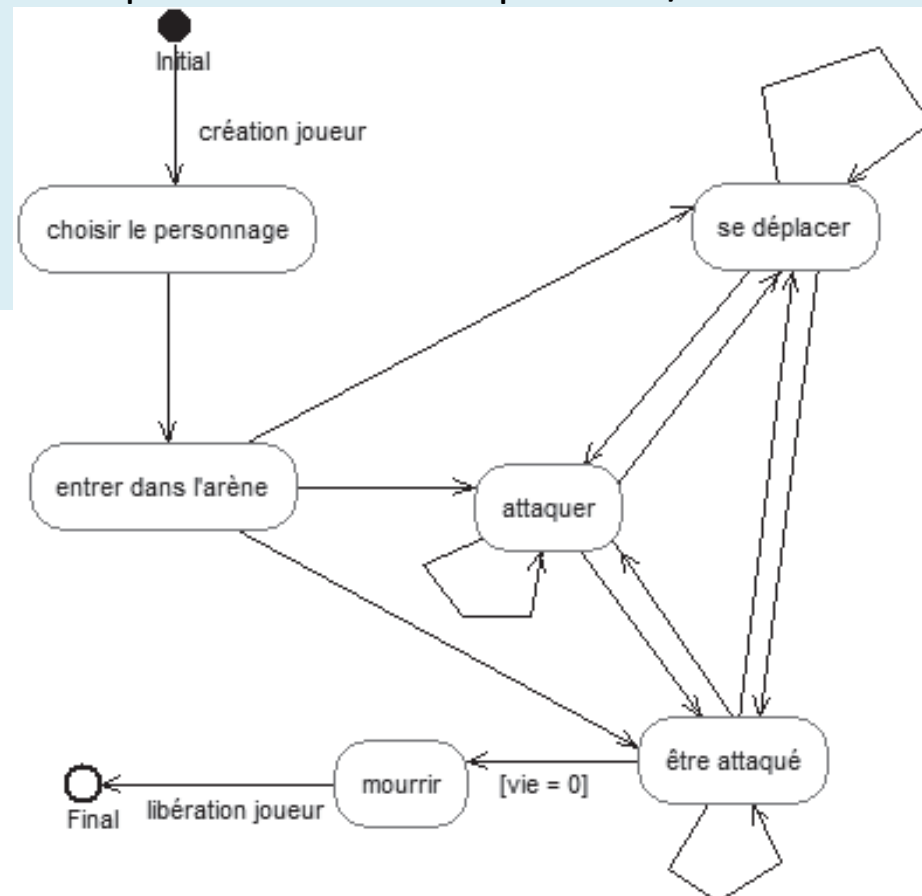 Initial
création joueur
choisir le personnage
se déplacer
entrer dans l'arène
attaquer
être attaqué
mourrir
[vie = 0]
libération joueur
Final